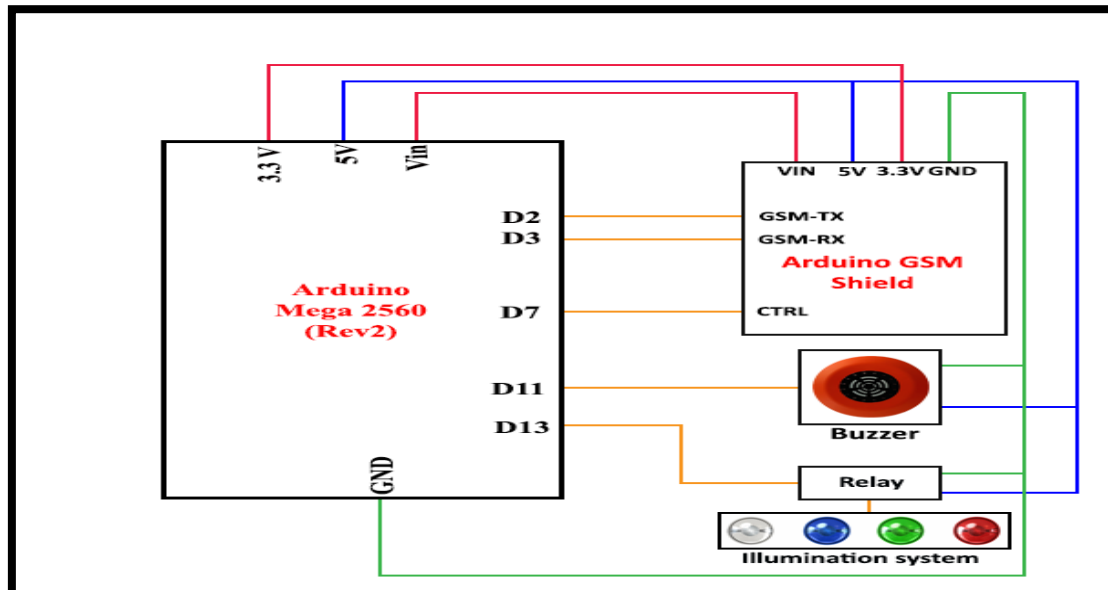 3.3 V
5V
Vin
VIN
5V
3.3V
GND
D2
D3
D7
D11
D13
GND
Arduino
Mega 2560
(Rev2)
GSM-TX
GSM-RX
Arduino GSM
Shield
CTRL
Buzzer
Relay
Illumination system